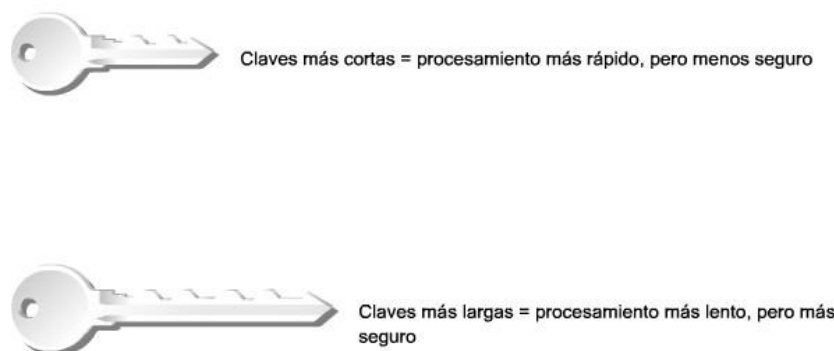 Claves más cortas = procesamiento más rápido, pero menos seguro
Claves más largas = procesamiento más lento, pero más
seguro